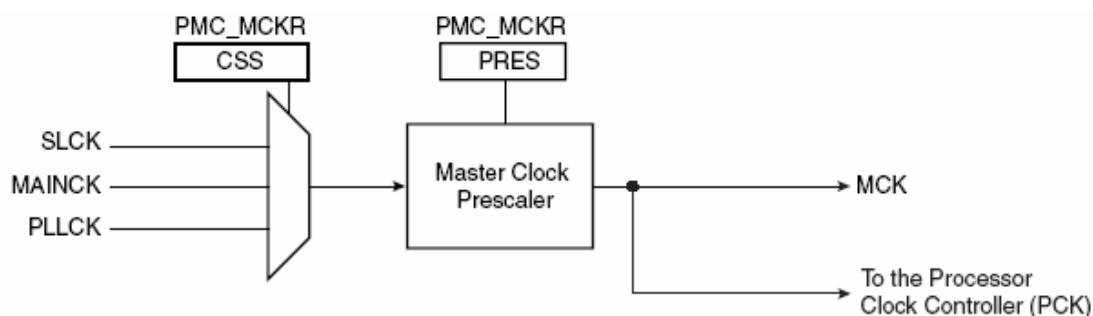 PMC_MCKR
CSS
PMC_MCKR
PRES
SLCK
MAINCK
PLLCK
Master Clock
Prescaler
MCK
To the Processor
Clock Controller (PCK)